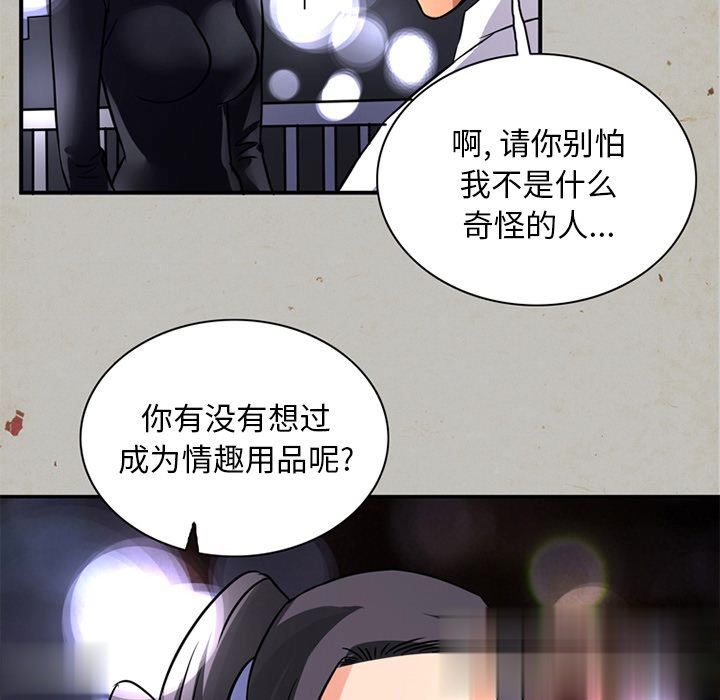 啊, 请你别怕
我不是什么
奇怪的人...
你有没有想过
成为情趣用品呢?